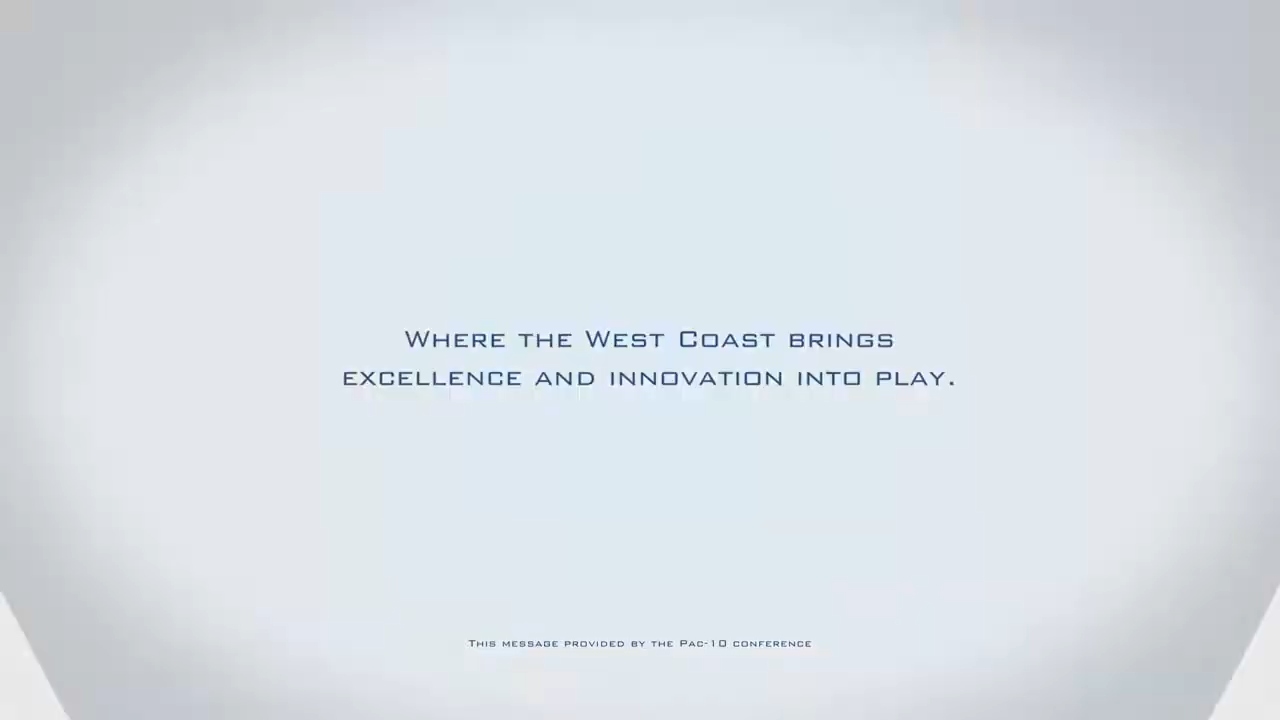 Where the West Coast brings
excellence and innovation into play.
This message provided by the Pac-10 conference